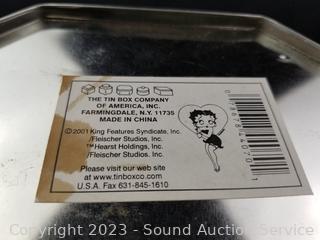 THE TIN BOX COMPANY
OF AMERICA, INC.
FARMINGDALE, N.Y. 11735
MADE IN CHINA
© 2001 King Features Syndicate, Inc.
/Fleischer Studios, Inc.
™Hearst Holdings, Inc.
/Fleischer Studios, Inc.
Please visit our web site
at www.tinboxco.com
U.S.A. Fax 631-845-1610
Copyright 2023 - Sound Auction Service